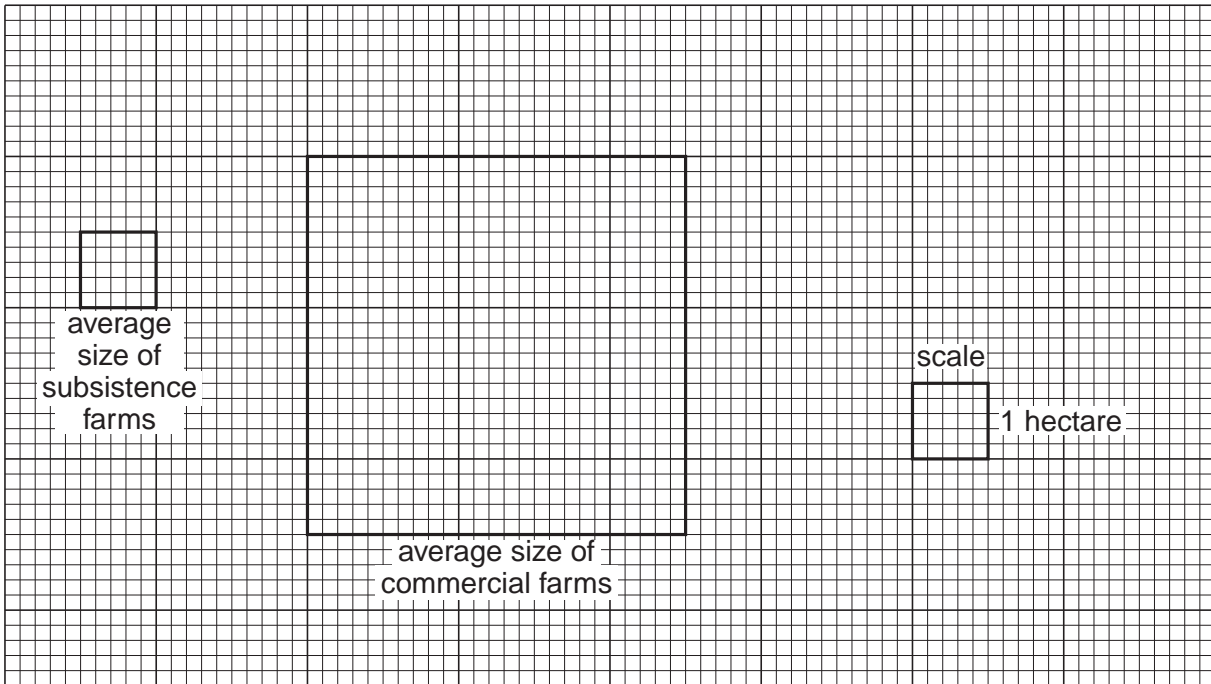 average
size of
subsistence
farms
average size of
commercial farms
scale
1 hectare